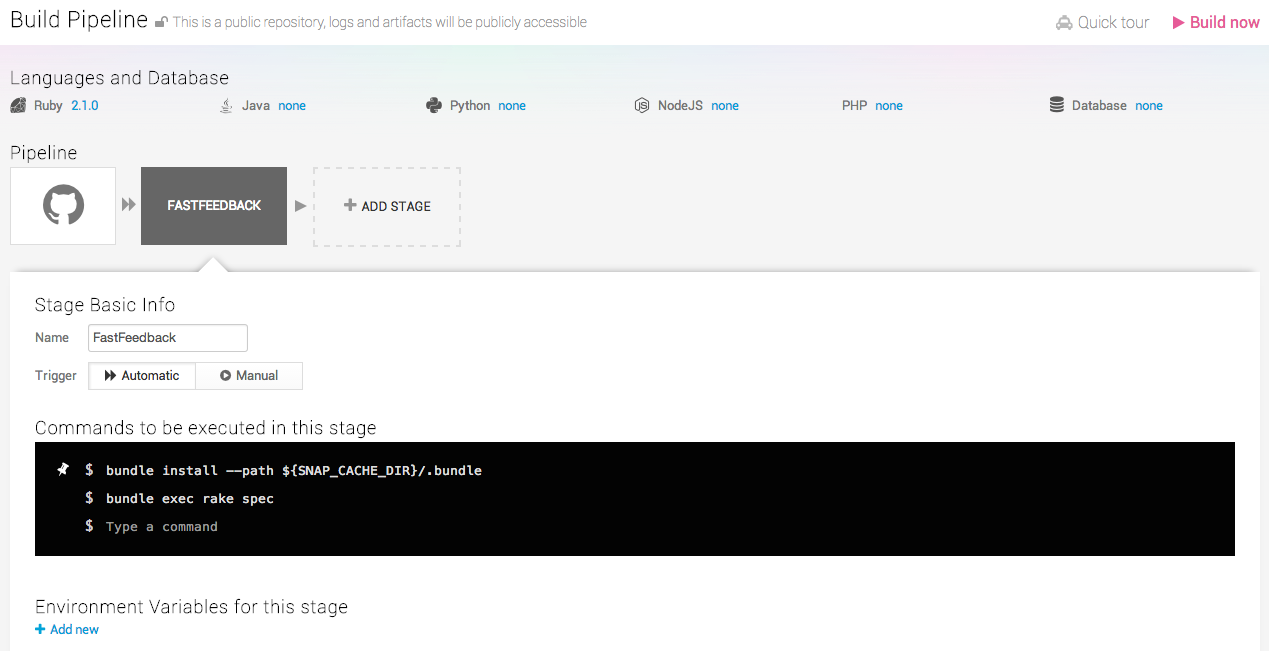 Build Pipeline This is a public repository, logs and artifacts will be publicly accessible Quick tour Build now
Languages and Database
Ruby 2.1.0 Java none Python none NodeJS none PHP none Database none
Pipeline
FASTFEEDBACK ADD STAGE
Stage Basic Info
Name FastFeedback
Trigger Automatic Manual
Commands to be executed in this stage
$ bundle install --path ${SNAP_CACHE_DIR}/.bundle
$ bundle exec rake spec
$ Type a command
Environment Variables for this stage
+ Add new